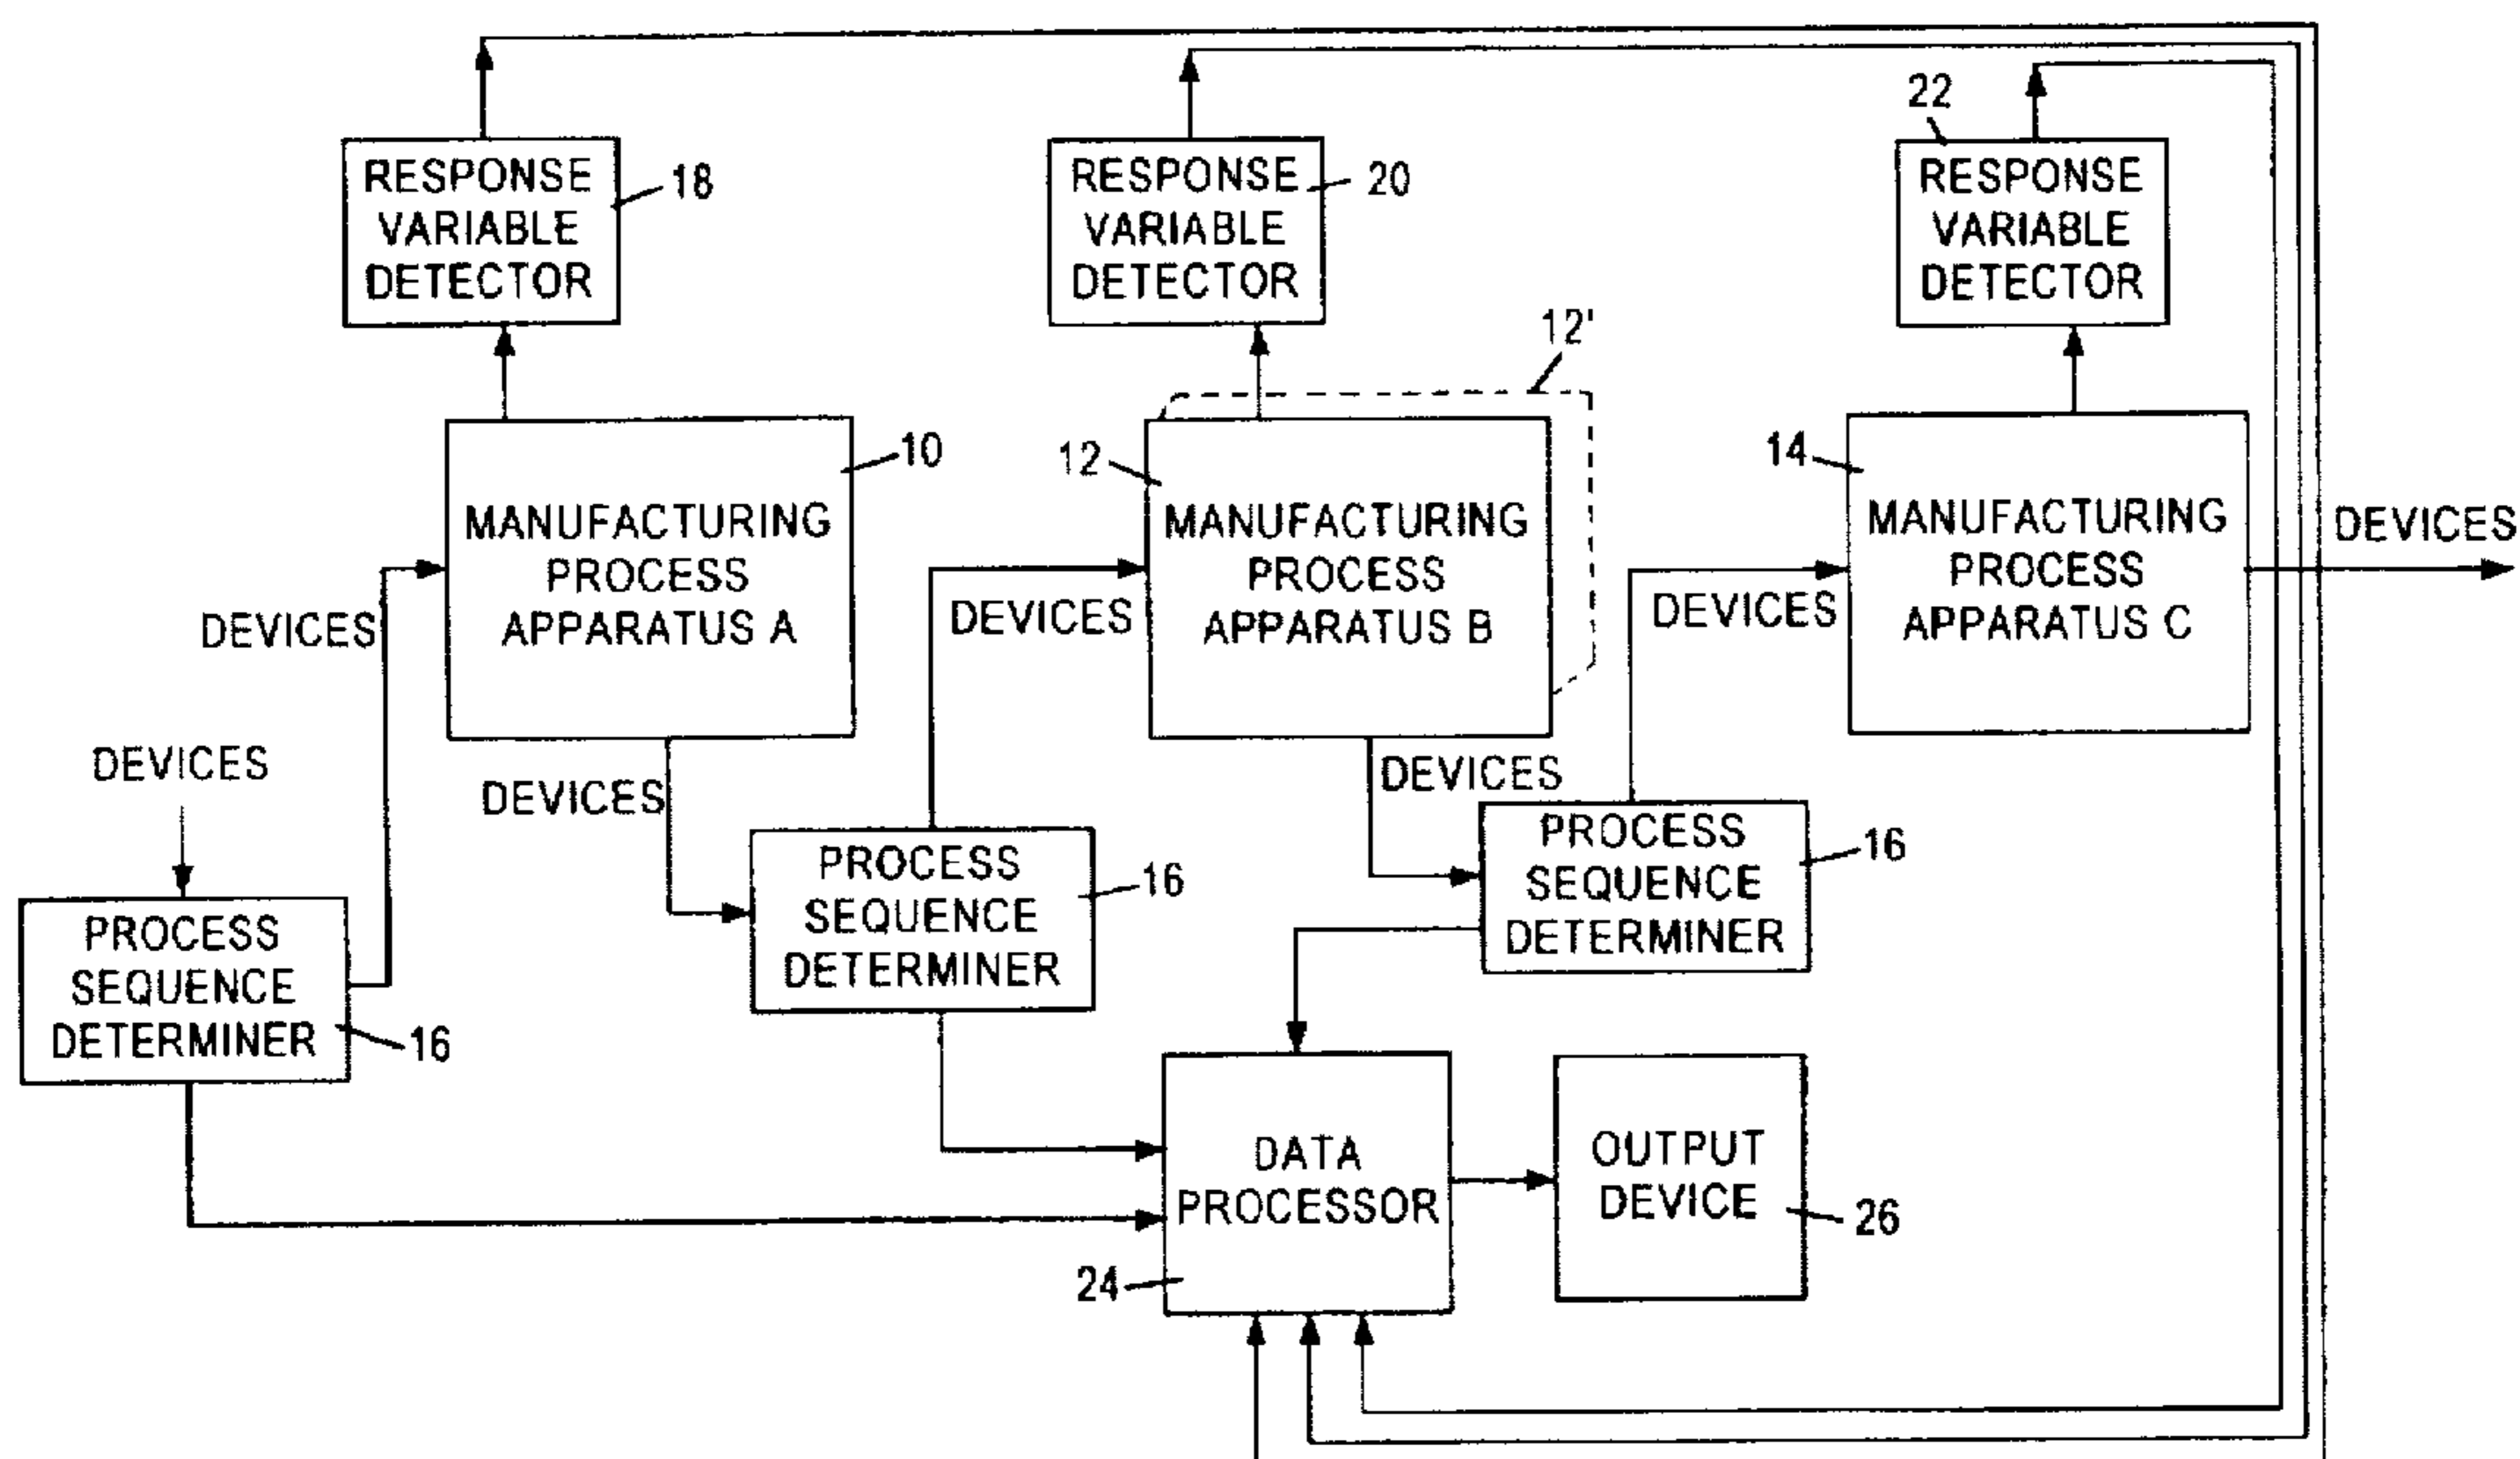 22
RESPONSE
VARIABLE
DETECTOR
18
RESPONSE
VARIABLE
DETECTOR
20
RESPONSE
VARIABLE
DETECTOR
12'
10
12
14
MANUFACTURING
PROCESS
APPARATUS A
MANUFACTURING
PROCESS
APPARATUS B
MANUFACTURING
PROCESS
APPARATUS C
DEVICES
DEVICES
DEVICES
DEVICES
DEVICES
DEVICES
DEVICES
PROCESS
SEQUENCE
DETERMINER
16
PROCESS
SEQUENCE
DETERMINER
16
PROCESS
SEQUENCE
DETERMINER
16
DATA
PROCESSOR
24
OUTPUT
DEVICE
26